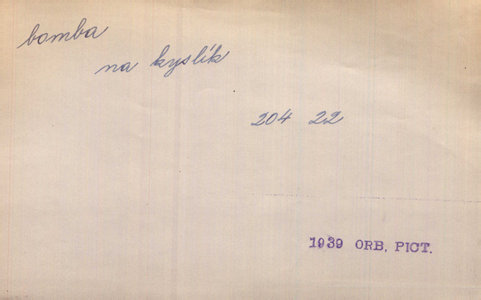 bomba
na kyslík
204 22
1939 ORB. PICT.